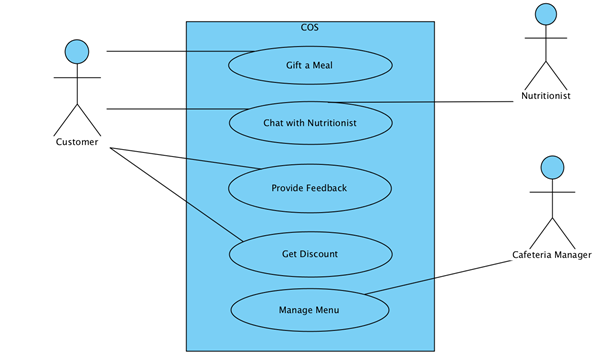 COS
Gift a Meal
Chat with Nutritionist
Nutritionist
Customer
Provide Feedback
Get Discount
Cafeteria Manager
Manage Menu